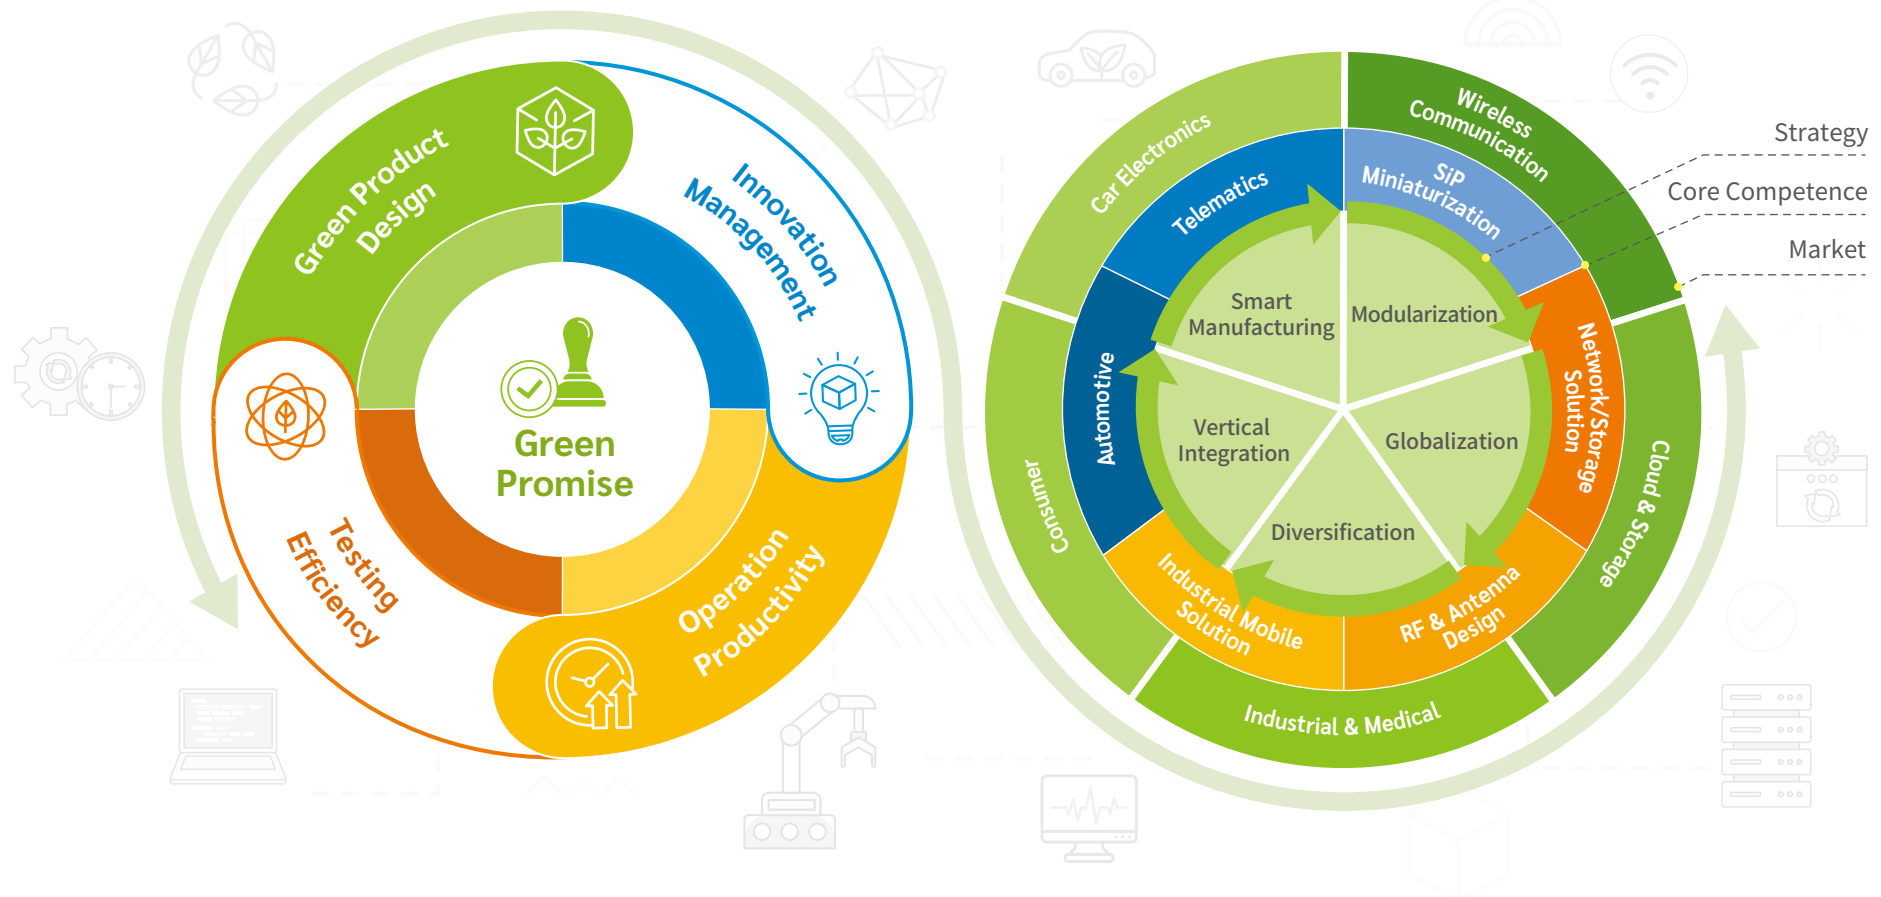 Green Product
Design
Innovation
Management
Operation
Productivity
Testing
Efficiency
Green
Promise
Strategy
Core Competence
Market
Wireless
Communication
Cloud & Storage
Industrial & Medical
Consumer
Car Electronics
SiP
Miniaturization
Network/Storage
Solution
RF & Antenna
Design
Industrial Mobile
Solution
Automotive
Telematics
Smart
Manufacturing
Modularization
Globalization
Diversification
Vertical
Integration